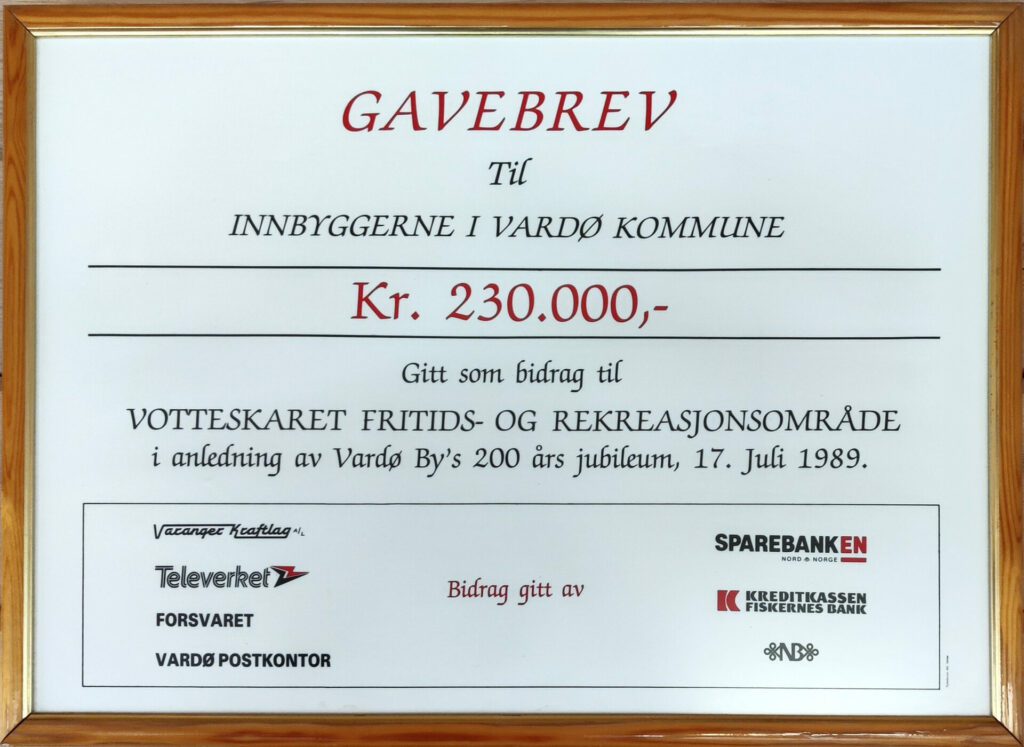 GAVEBREV
Til
INNBYGGERNE I VARDØ KOMMUNE
Kr. 230.000,-
Gitt som bidrag til
VOTTESKARET FRITIDS- OG REKREASJONSOMRÅDE
i anledning av Vardø By's 200 års jubileum, 17. Juli 1989.
Varanger Kraftlag A/L
Televerket
FORSVARET
VARDØ POSTKONTOR
Bidrag gitt av
SPAREBANKEN
NORD NORGE
KREDITKASSEN
FISKERNES BANK
NB